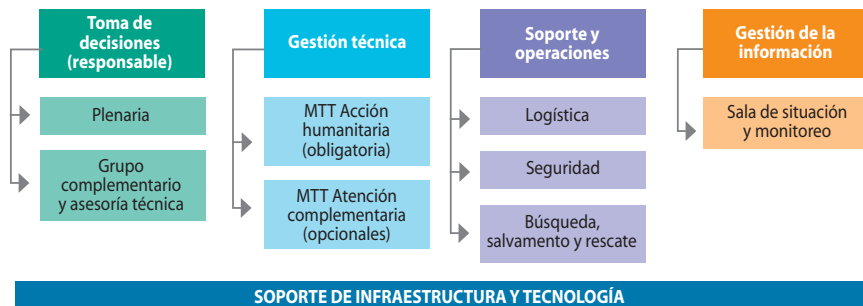 Toma de
decisiones
(responsable)
Plenaria
Grupo
complementario
y asesoría técnica
Gestión técnica
MTT Acción
humanitaria
(obligatoria)
MTT Atención
complementaria
(opcionales)
Soporte y
operaciones
Logística
Seguridad
Búsqueda,
salvamento y rescate
Gestión de la
información
Sala de situación
y monitoreo
SOPORTE DE INFRAESTRUCTURA Y TECNOLOGÍA